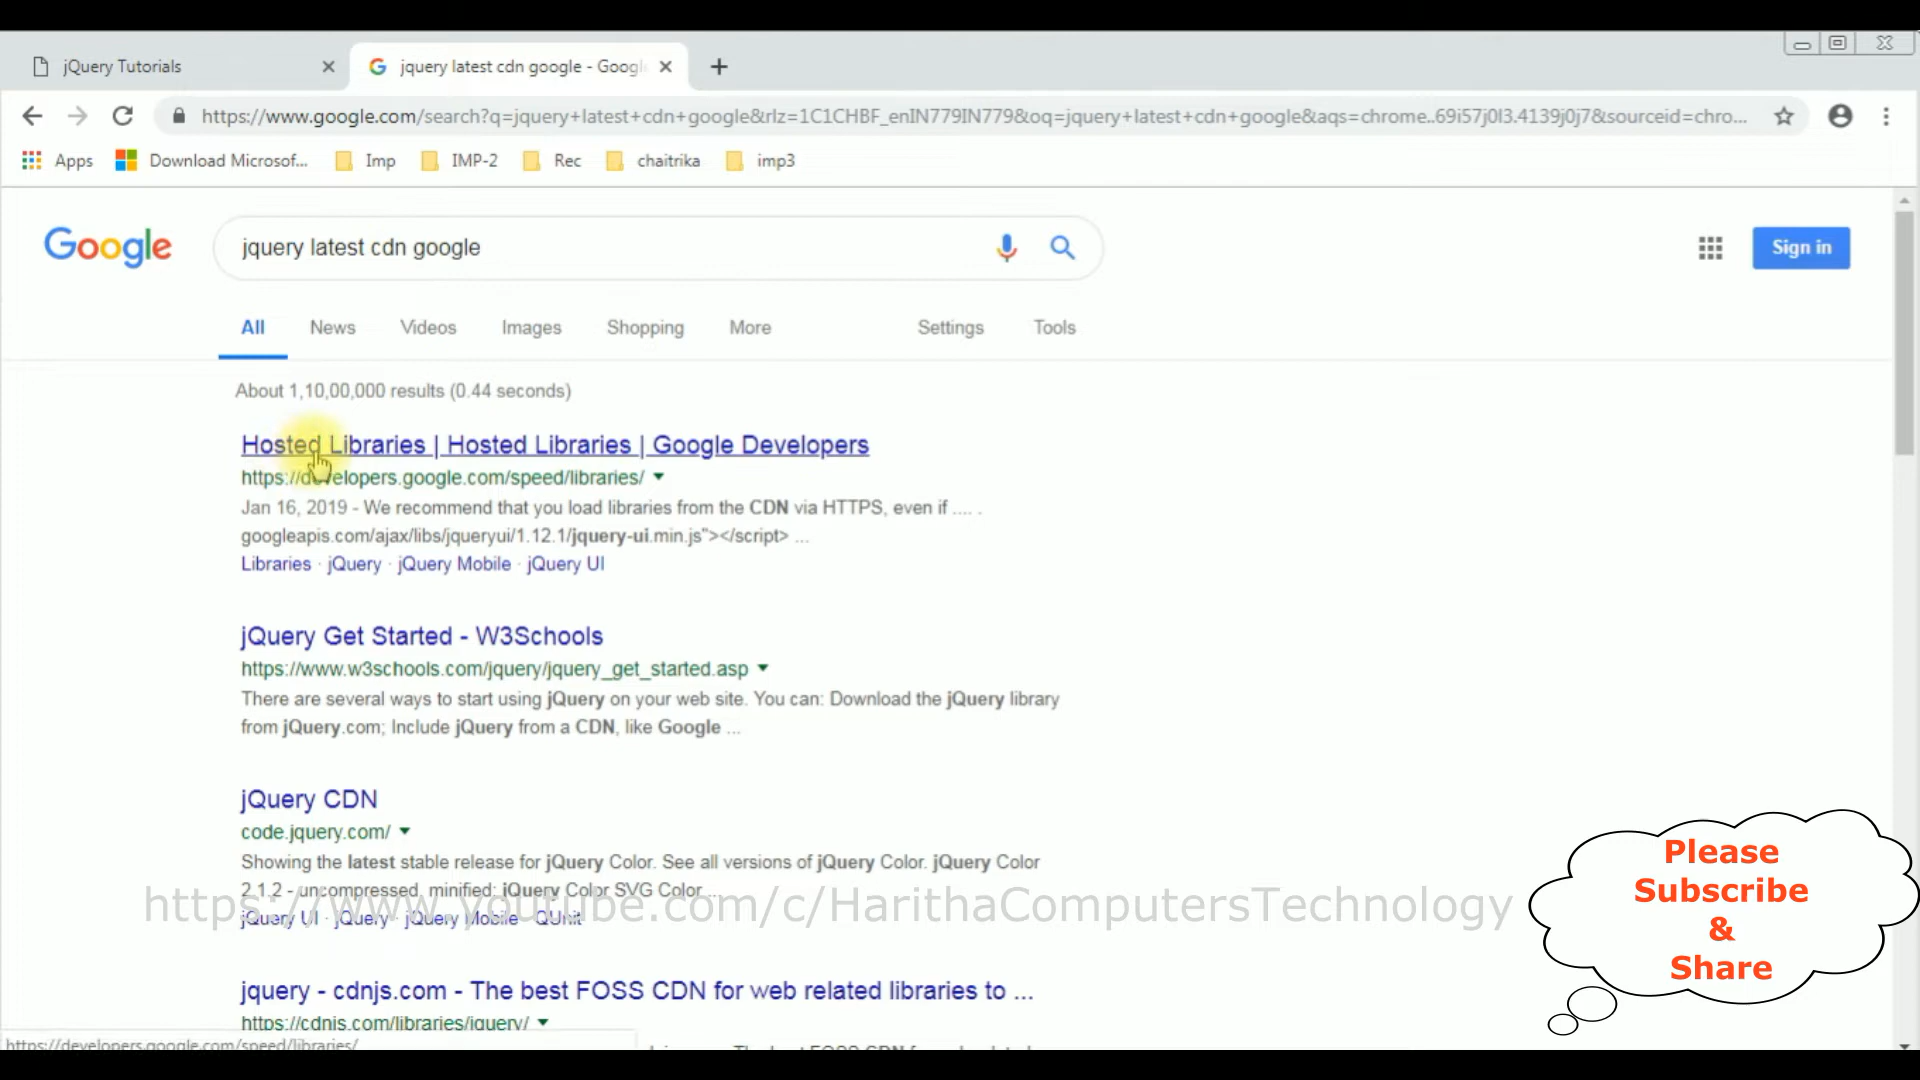 jQuery Tutorials
jquery latest cdn google - Googl
https://www.google.com/search?q=jquery+latest+cdn+google&rlz=1C1CHBF_enIN779IN779&oq=jquery+latest+cdn+google&aqs=chrome..69i57j0l3.4139j0j7&sourceid=chro...
Apps Download Microsof... Imp IMP-2 Rec chaitrika imp3
Google
jquery latest cdn google
Sign in
All News Videos Images Shopping More Settings Tools
About 1,10,00,000 results (0.44 seconds)
Hosted Libraries | Hosted Libraries | Google Developers
https://developers.google.com/speed/libraries/
Jan 16, 2019 - We recommend that you load libraries from the CDN via HTTPS, even if .... .
googleapis.com/ajax/libs/jqueryui/1.12.1/jquery-ui.min.js"></script> ...
Libraries · jQuery · jQuery Mobile · jQuery UI
jQuery Get Started - W3Schools
https://www.w3schools.com/jquery/jquery_get_started.asp
There are several ways to start using jQuery on your web site. You can: Download the jQuery library
from jQuery.com; Include jQuery from a CDN, like Google ...
jQuery CDN
code.jquery.com/
Showing the latest stable release for jQuery Color. See all versions of jQuery Color. jQuery Color
2.1.2 - uncompressed, minified; jQuery Color SVG Color ...
https://www.youtube.com/c/HarithaComputersTechnology
jQuery UI · jQuery · jQuery Mobile · QUnit
jquery - cdnjs.com - The best FOSS CDN for web related libraries to ...
https://cdnjs.com/libraries/jquery/
https://developers.google.com/speed/libraries/
Please
Subscribe
&
Share